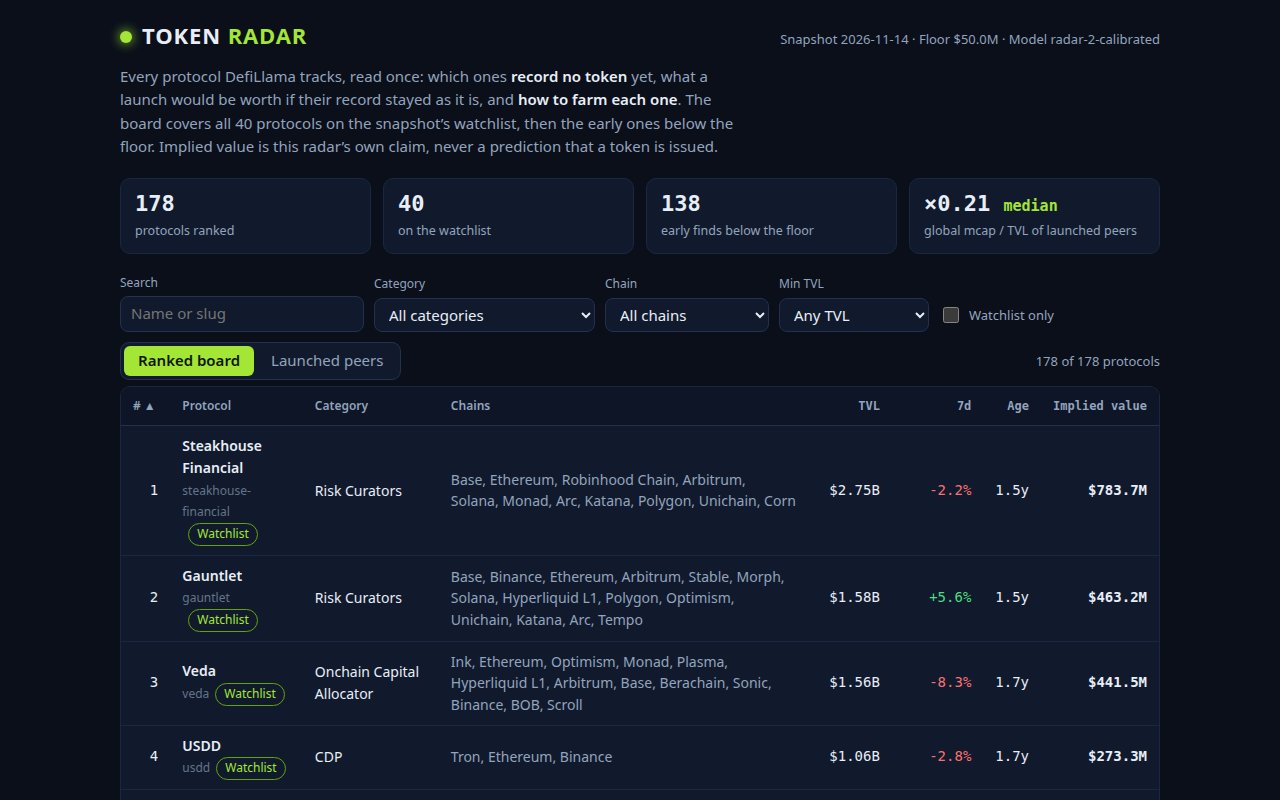 TOKEN RADAR
Snapshot 2026-11-14 · Floor $50.0M · Model radar-2-calibrated
Every protocol DefiLlama tracks, read once: which ones record no token yet, what a
launch would be worth if their record stayed as it is, and how to farm each one. The
board covers all 40 protocols on the snapshot’s watchlist, then the early ones below the
floor. Implied value is this radar’s own claim, never a prediction that a token is issued.
178
protocols ranked
40
on the watchlist
138
early finds below the floor
×0.21 median
global mcap / TVL of launched peers
Search
Name or slug
Category
All categories
Chain
All chains
Min TVL
Any TVL
Watchlist only
Ranked board
Launched peers
178 of 178 protocols
# ▲ Protocol Category Chains TVL 7d Age Implied value
1
Steakhouse
Financial
steakhouse-
financial
Watchlist
Risk Curators
Base, Ethereum, Robinhood Chain, Arbitrum,
Solana, Monad, Arc, Katana, Polygon, Unichain, Corn
$2.75B -2.2% 1.5y $783.7M
2
Gauntlet
gauntlet
Watchlist
Risk Curators
Base, Binance, Ethereum, Arbitrum, Stable, Morph,
Solana, Hyperliquid L1, Polygon, Optimism,
Unichain, Katana, Arc, Tempo
$1.58B +5.6% 1.5y $463.2M
3
Veda
veda Watchlist
Onchain Capital
Allocator
Ink, Ethereum, Optimism, Monad, Plasma,
Hyperliquid L1, Arbitrum, Base, Berachain, Sonic,
Binance, BOB, Scroll
$1.56B -8.3% 1.7y $441.5M
4
USDD
usdd Watchlist
CDP
Tron, Ethereum, Binance
$1.06B -2.8% 1.7y $273.3M